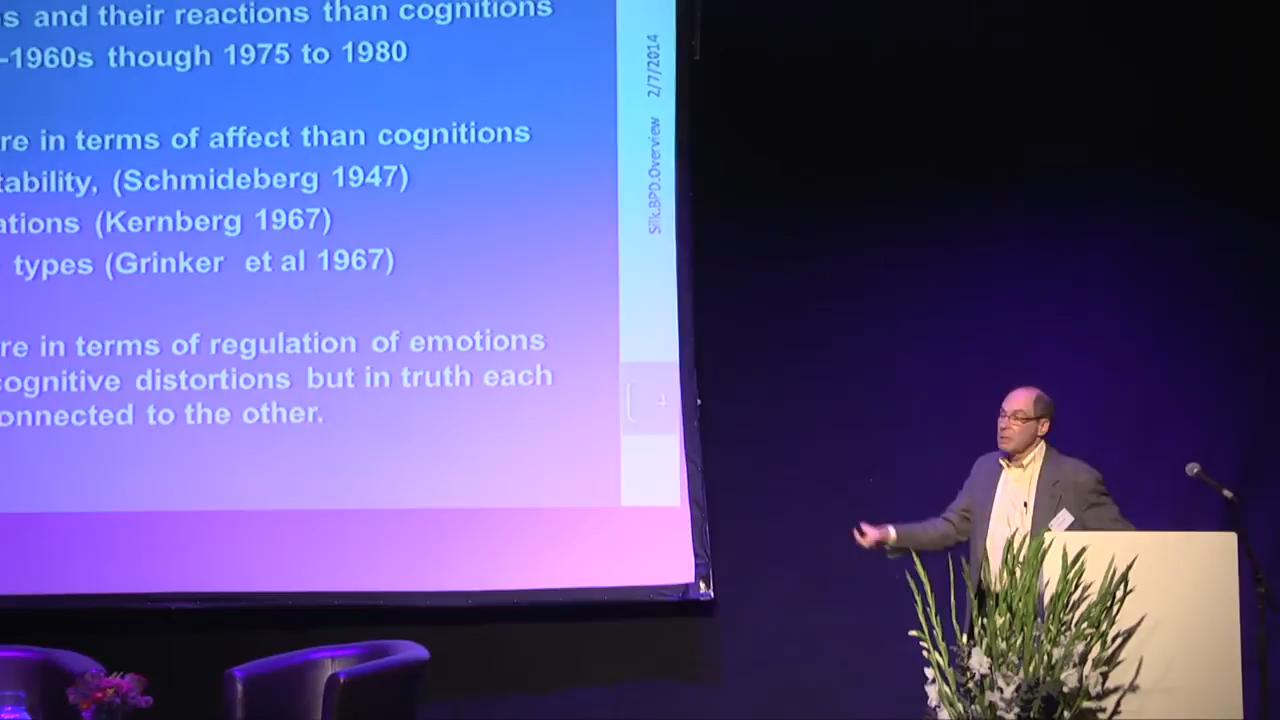 s and their reactions than cognitions
-1960s though 1975 to 1980
re in terms of affect than cognitions
tability, (Schmideberg 1947)
ations (Kernberg 1967)
types (Grinker et al 1967)
re in terms of regulation of emotions
cognitive distortions but in truth each
onnected to the other.
Silk.BPD.Overview 2/7/2014
4